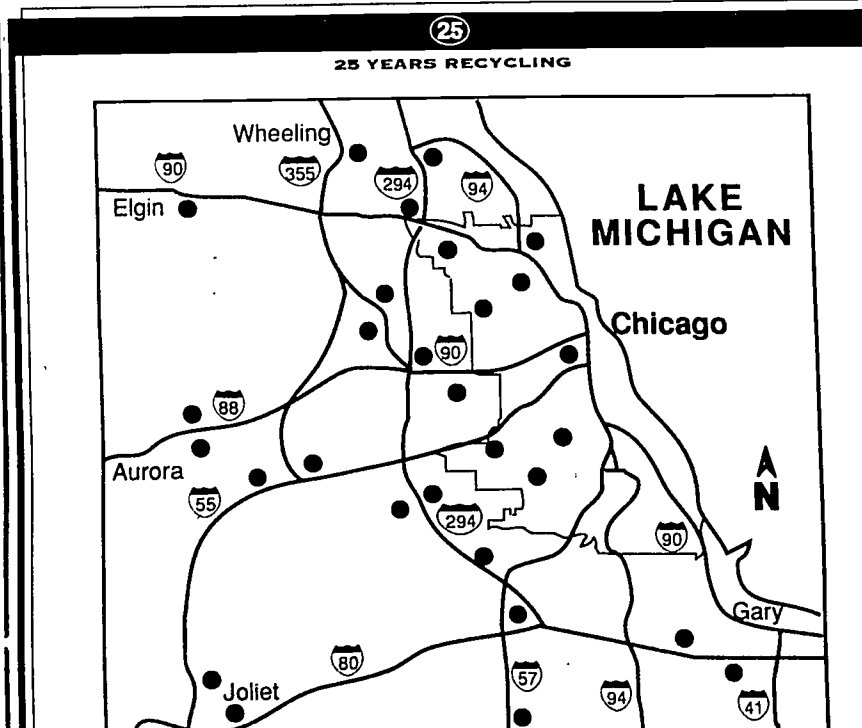 25
25 YEARS RECYCLING
Wheeling
90
355
294
94
LAKE
MICHIGAN
Elgin
Chicago
90
88
Aurora
55
294
N
90
Gary
80
Joliet
57
94
41